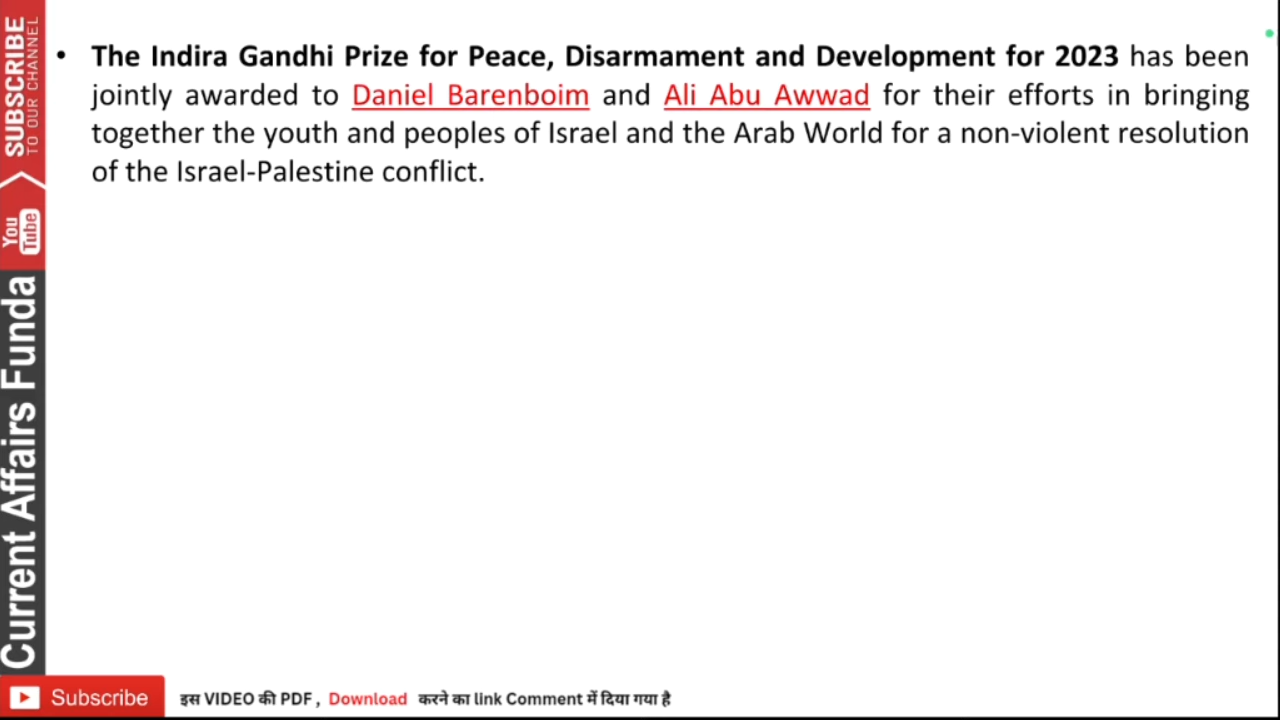 • The Indira Gandhi Prize for Peace, Disarmament and Development for 2023 has been
jointly awarded to Daniel Barenboim and Ali Abu Awwad for their efforts in bringing
together the youth and peoples of Israel and the Arab World for a non-violent resolution
of the Israel-Palestine conflict.
SUBSCRIBE
TO OUR CHANNEL
You
Tube
Current Affairs Funda
Subscribe
इस VIDEO की PDF , Download करने का link Comment में दिया गया है